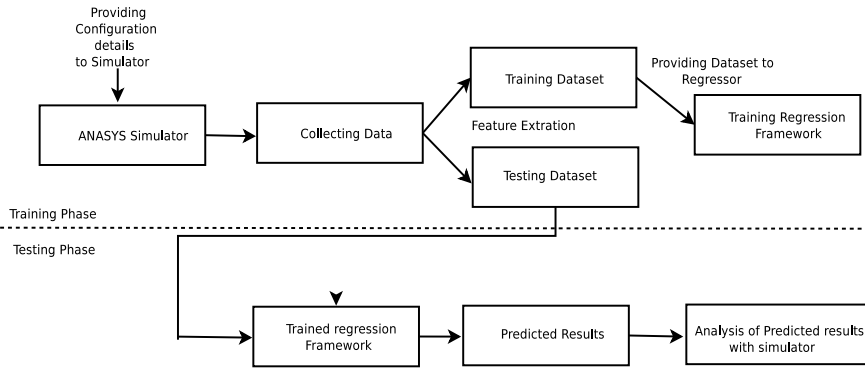 Providing
Configuration
details
to Simulator
ANASYS Simulator
Collecting Data
Training Dataset
Feature Extration
Testing Dataset
Providing Dataset to
Regressor
Training Regression
Framework
Training Phase
Testing Phase
Trained regression
Framework
Predicted Results
Analysis of Predicted results
with simulator